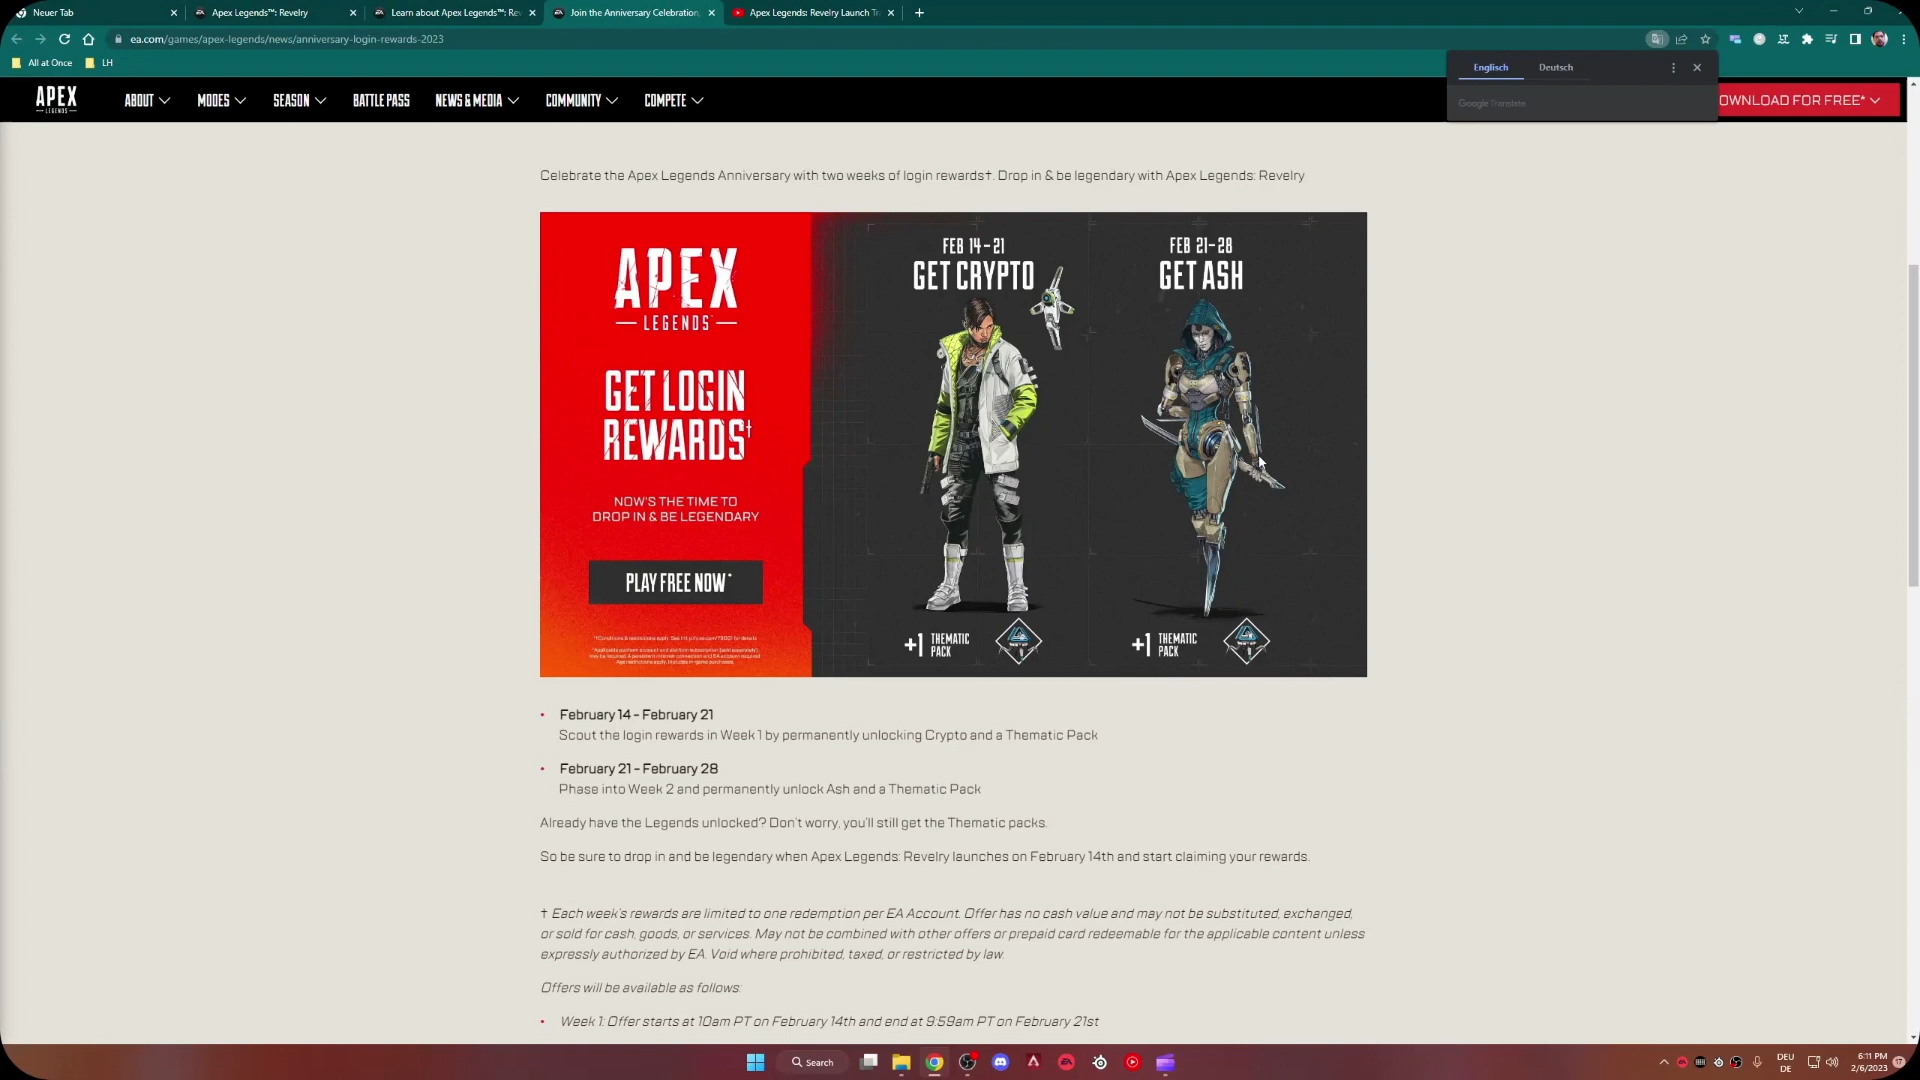 Neuer Tab
Apex Legends™: Revelry
Learn about Apex Legends™: Rev
Join the Anniversary Celebration,
Apex Legends: Revelry Launch Tr
ea.com/games/apex-legends/news/anniversary-login-rewards-2023
All at Once
LH
Englisch
Deutsch
Google Translate
APEX
LEGENDS
ABOUT
MODES
SEASON
BATTLE PASS
NEWS & MEDIA
COMMUNITY
COMPETE
OWNLOAD FOR FREE*
Celebrate the Apex Legends Anniversary with two weeks of login rewards†. Drop in & be legendary with Apex Legends: Revelry
APEX
LEGENDS™
GET LOGIN
REWARDS†
NOW'S THE TIME TO
DROP IN & BE LEGENDARY
PLAY FREE NOW*
FEB 14-21
GET CRYPTO
+1 THEMATIC
PACK
FEB 21-28
GET ASH
+1 THEMATIC
PACK
• February 14 – February 21
Scout the login rewards in Week 1 by permanently unlocking Crypto and a Thematic Pack
• February 21 – February 28
Phase into Week 2 and permanently unlock Ash and a Thematic Pack
Already have the Legends unlocked? Don't worry, you'll still get the Thematic packs.
So be sure to drop in and be legendary when Apex Legends: Revelry launches on February 14th and start claiming your rewards.
† Each week's rewards are limited to one redemption per EA Account. Offer has no cash value and may not be substituted, exchanged,
or sold for cash, goods, or services. May not be combined with other offers or prepaid card redeemable for the applicable content unless
expressly authorized by EA. Void where prohibited, taxed, or restricted by law.
Offers will be available as follows:
• Week 1: Offer starts at 10am PT on February 14th and end at 9:59am PT on February 21st
Search
DEU
DE
6:11 PM
2/6/2023